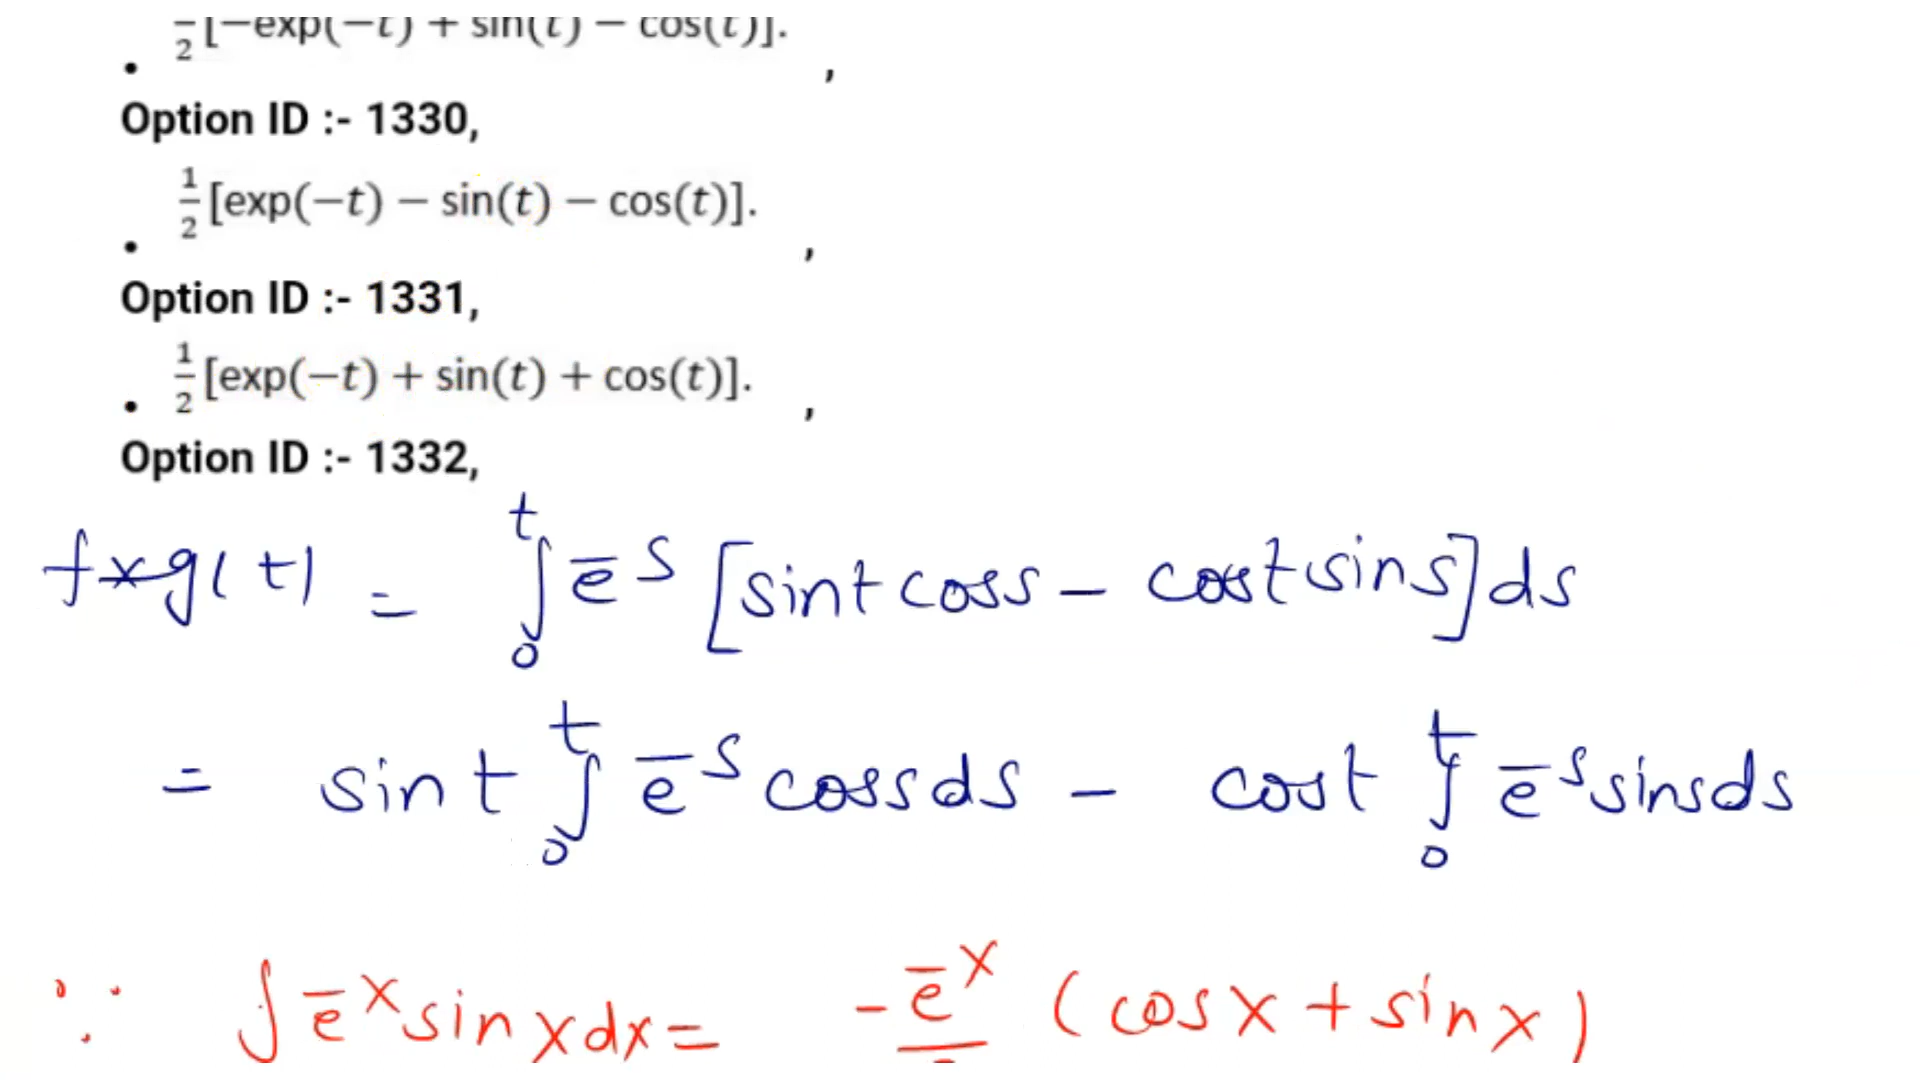 1/2 [−exp(−t) + sin(t) − cos(t)]. ,
Option ID :- 1330,
1/2 [exp(−t) − sin(t) − cos(t)]. ,
Option ID :- 1331,
1/2 [exp(−t) + sin(t) + cos(t)]. ,
Option ID :- 1332,
f*g(t) = ∫₀ᵗ e^-s [sint coss − cost sins] ds
= sint ∫₀ᵗ e^-s coss ds − cost ∫₀ᵗ e^-s sins ds
∵ ∫ e^-x sinx dx = -e^-x (cosx + sinx)